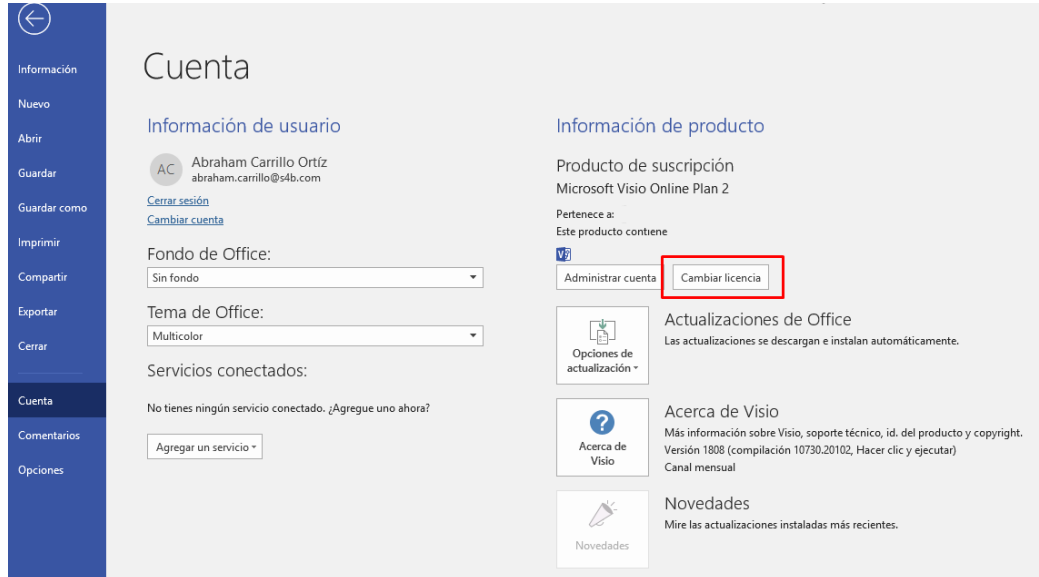 Información
Nuevo
Abrir
Guardar
Guardar como
Imprimir
Compartir
Exportar
Cerrar
Cuenta
Comentarios
Opciones
Cuenta
Información de usuario
AC
Abraham Carrillo Ortíz
abraham.carrillo@s4b.com
Cerrar sesión
Cambiar cuenta
Fondo de Office:
Sin fondo
Tema de Office:
Multicolor
Servicios conectados:
No tienes ningún servicio conectado. ¿Agregue uno ahora?
Agregar un servicio
Información de producto
Producto de suscripción
Microsoft Visio Online Plan 2
Pertenece a:
Este producto contiene
Administrar cuenta
Cambiar licencia
Opciones de
actualización
Actualizaciones de Office
Las actualizaciones se descargan e instalan automáticamente.
Acerca de
Visio
Acerca de Visio
Más información sobre Visio, soporte técnico, id. del producto y copyright.
Versión 1808 (compilación 10730.20102, Hacer clic y ejecutar)
Canal mensual
Novedades
Novedades
Mire las actualizaciones instaladas más recientes.